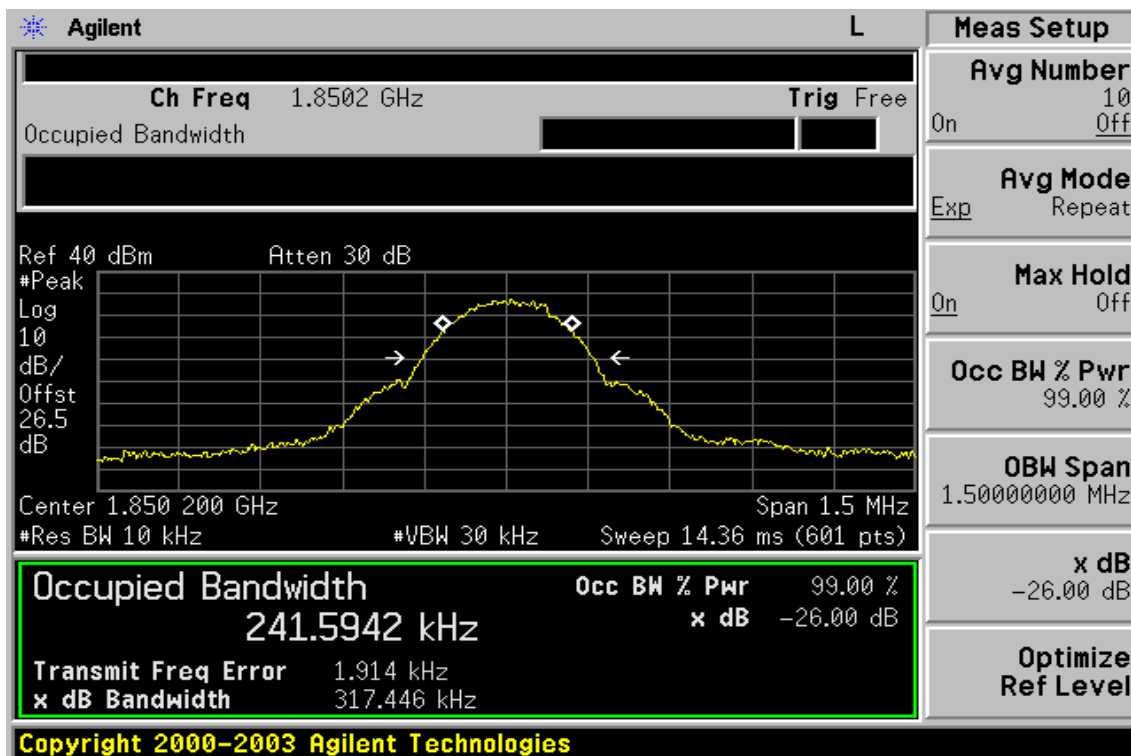 Agilent L Meas Setup
Ch Freq 1.8502 GHz Trig Free
Occupied Bandwidth
Ref 40 dBm Atten 30 dB
#Peak
Log
10
dB/
Offst
26.5
dB
Center 1.850 200 GHz Span 1.5 MHz
#Res BW 10 kHz #VBW 30 kHz Sweep 14.36 ms (601 pts)
Occupied Bandwidth Occ BW % Pwr 99.00 %
241.5942 kHz x dB -26.00 dB
Transmit Freq Error 1.914 kHz
x dB Bandwidth 317.446 kHz
Avg Number
10
On Off
Avg Mode
Exp Repeat
Max Hold
On Off
Occ BW % Pwr
99.00 %
OBW Span
1.50000000 MHz
x dB
-26.00 dB
Optimize
Ref Level
Copyright 2000-2003 Agilent Technologies